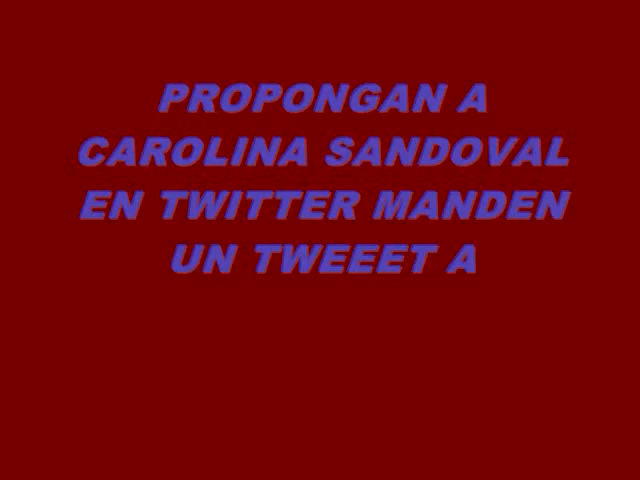 PROPONGAN A
CAROLINA SANDOVAL
EN TWITTER MANDEN
UN TWEEET A